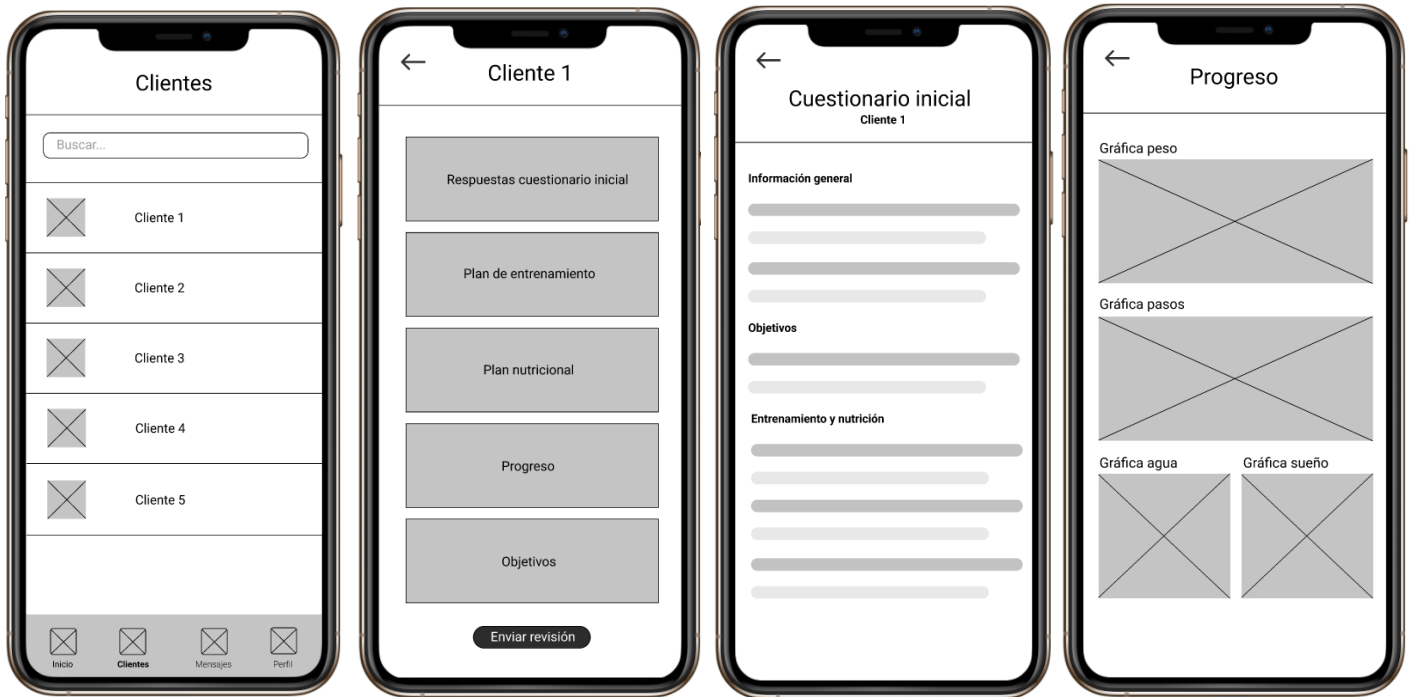 Clientes
Buscar...
Cliente 1
Cliente 2
Cliente 3
Cliente 4
Cliente 5
Inicio
Clientes
Mensajes
Perfil
Cliente 1
Respuestas cuestionario inicial
Plan de entrenamiento
Plan nutricional
Progreso
Objetivos
Enviar revisión
Cuestionario inicial
Cliente 1
Información general
Objetivos
Entrenamiento y nutrición
Progreso
Gráfica peso
Gráfica pasos
Gráfica agua
Gráfica sueño